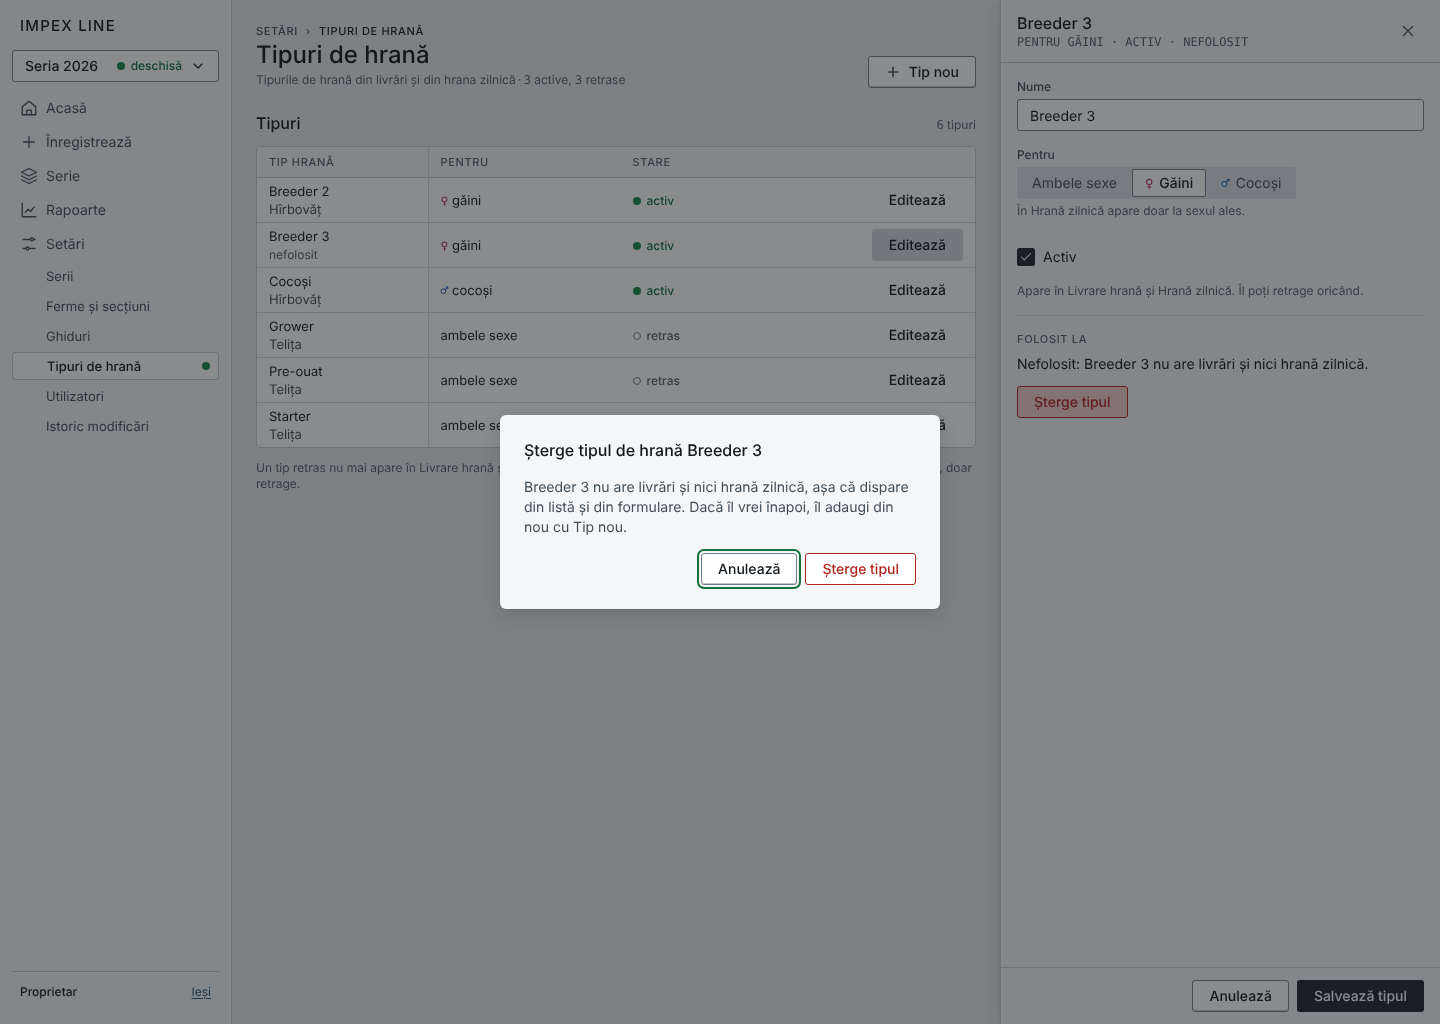 IMPEX LINE
Seria 2026 deschisă
Acasă
Înregistrează
Serie
Rapoarte
Setări
Serii
Ferme și secțiuni
Ghiduri
Tipuri de hrană
Utilizatori
Istoric modificări
Proprietar Ieși
SETĂRI › TIPURI DE HRANĂ
Tipuri de hrană
Tipurile de hrană din livrări și din hrana zilnică · 3 active, 3 retrase
Tip nou
Tipuri 6 tipuri
TIP HRANĂ PENTRU STARE
Breeder 2
Hîrbovăț
♀ găini activ Editează
Breeder 3
nefolosit
♀ găini activ Editează
Cocoși
Hîrbovăț
♂ cocoși activ Editează
Grower
Telița
ambele sexe retras Editează
Pre-ouat
Telița
ambele sexe retras Editează
Starter
Telița
ambele se
Un tip retras nu mai apare în Livrare hrană , doar
retrage.
Șterge tipul de hrană Breeder 3
Breeder 3 nu are livrări și nici hrană zilnică, așa că dispare
din listă și din formulare. Dacă îl vrei înapoi, îl adaugi din
nou cu Tip nou.
Anulează Șterge tipul
Breeder 3
PENTRU GĂINI · ACTIV · NEFOLOSIT
Nume
Breeder 3
Pentru
Ambele sexe ♀ Găini ♂ Cocoși
În Hrană zilnică apare doar la sexul ales.
Activ
Apare în Livrare hrană și Hrană zilnică. Îl poți retrage oricând.
FOLOSIT LA
Nefolosit: Breeder 3 nu are livrări și nici hrană zilnică.
Șterge tipul
Anulează Salvează tipul